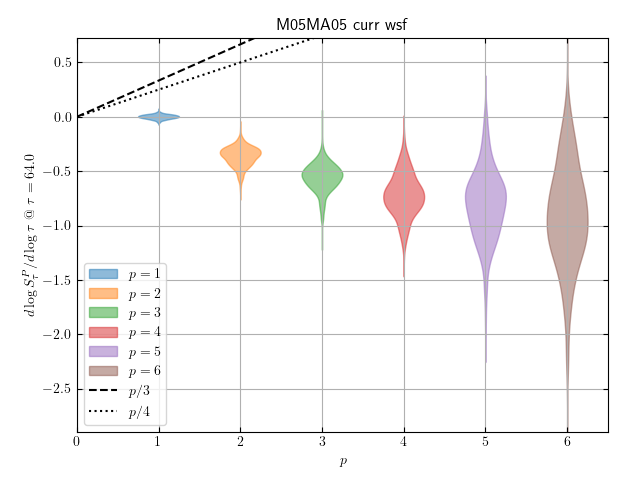 M05MA05 curr wsf
d log S_τ^P / d log τ @ τ = 64.0
0.5
0.0
−0.5
−1.0
−1.5
−2.0
−2.5
p = 1
p = 2
p = 3
p = 4
p = 5
p = 6
p/3
p/4
0 1 2 3 4 5 6
p